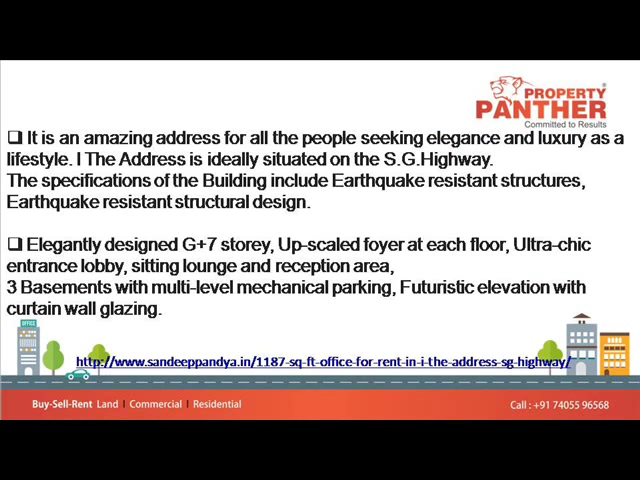 PROPERTY
PANTHER
Committed to Results
❑ It is an amazing address for all the people seeking elegance and luxury as a
lifestyle. I The Address is ideally situated on the S.G.Highway.
The specifications of the Building include Earthquake resistant structures,
Earthquake resistant structural design.
❑ Elegantly designed G+7 storey, Up-scaled foyer at each floor, Ultra-chic
entrance lobby, sitting lounge and reception area,
3 Basements with multi-level mechanical parking, Futuristic elevation with
curtain wall glazing.
OFFICE
http://www.sandeeppandya.in/1187-sq-ft-office-for-rent-in-i-the-address-sg-highway/
Buy-Sell-Rent Land | Commercial | Residential
Call : +91 74055 96568